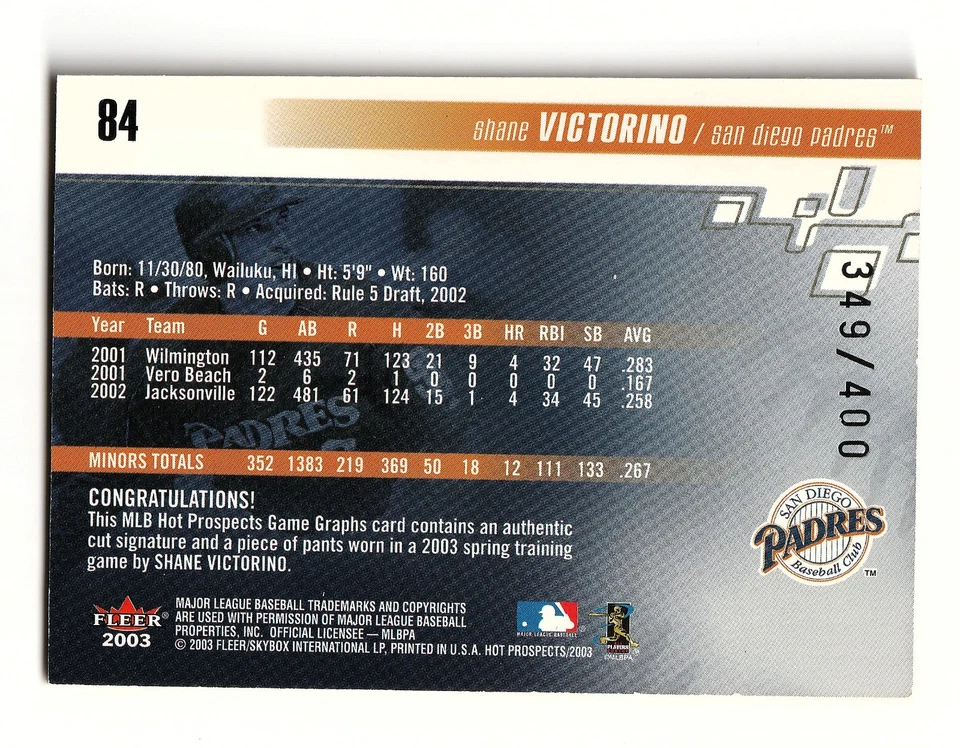 84
shane VICTORINO / san diego padres™
Born: 11/30/80, Wailuku, HI • Ht: 5'9" • Wt: 160
Bats: R • Throws: R • Acquired: Rule 5 Draft, 2002
Year Team G AB R H 2B 3B HR RBI SB AVG
2001 Wilmington 112 435 71 123 21 9 4 32 47 .283
2001 Vero Beach 2 6 2 1 0 0 0 0 0 .167
2002 Jacksonville 122 481 61 124 15 1 4 34 45 .258
PADRES
MINORS TOTALS 352 1383 219 369 50 18 12 111 133 .267
349/400
CONGRATULATIONS!
This MLB Hot Prospects Game Graphs card contains an authentic
cut signature and a piece of pants worn in a 2003 spring training
game by SHANE VICTORINO.
SAN DIEGO
PADRES
Baseball Club
™
FLEER®
2003
MAJOR LEAGUE BASEBALL TRADEMARKS AND COPYRIGHTS
ARE USED WITH PERMISSION OF MAJOR LEAGUE BASEBALL
PROPERTIES, INC. OFFICIAL LICENSEE — MLBPA
© 2003 FLEER/SKYBOX INTERNATIONAL LP, PRINTED IN U.S.A. HOT PROSPECTS/2003
MAJOR LEAGUE BASEBALL
®
PLAYERS
©MLBPA